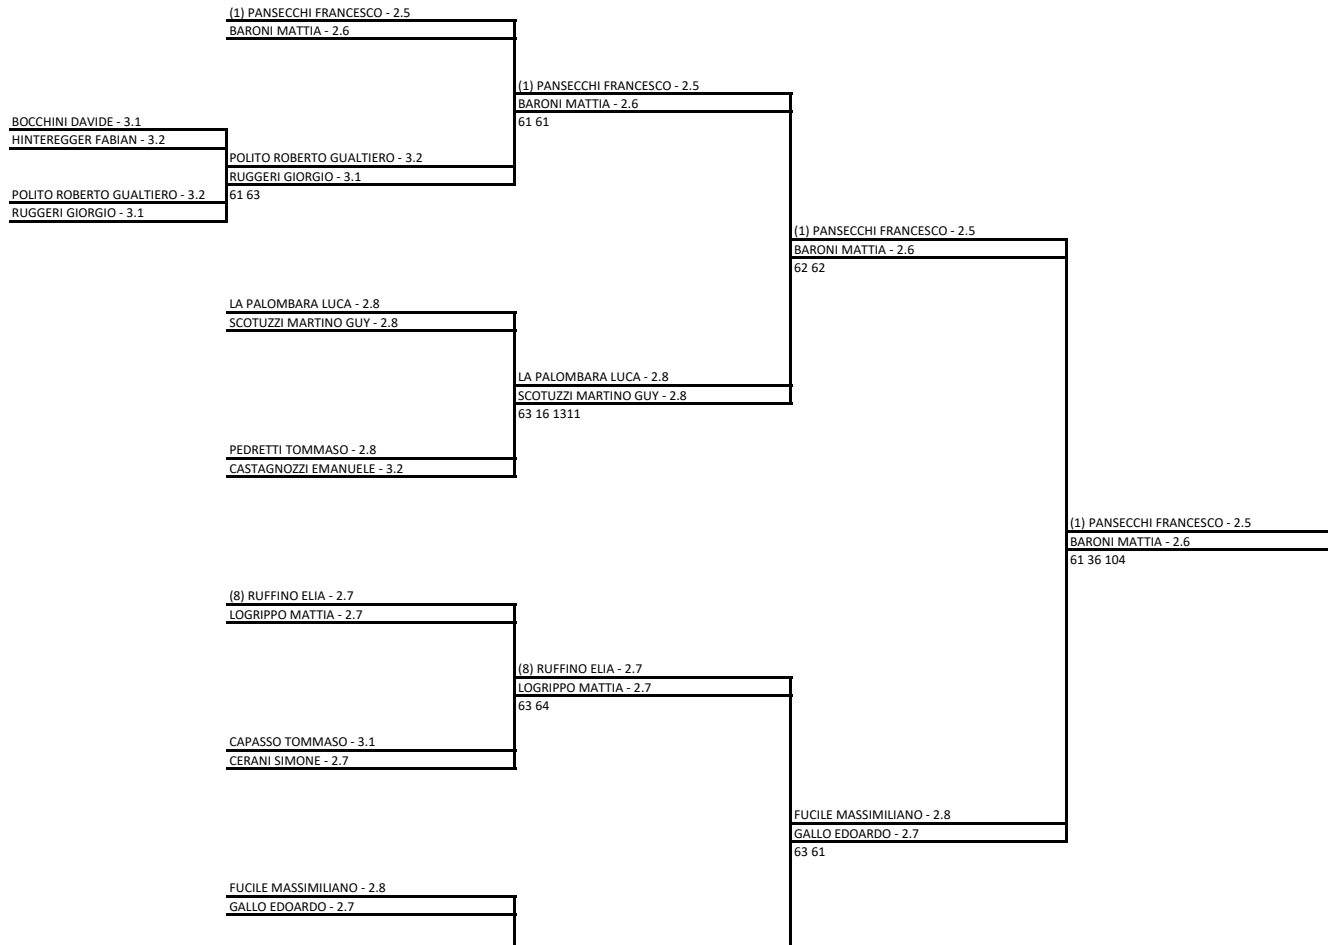 (1) PANSECCHI FRANCESCO - 2.5
BARONI MATTIA - 2.6
(1) PANSECCHI FRANCESCO - 2.5
BARONI MATTIA - 2.6
61 61
BOCCHINI DAVIDE - 3.1
HINTEREGGER FABIAN - 3.2
POLITO ROBERTO GUALTIERO - 3.2
RUGGERI GIORGIO - 3.1
61 63
POLITO ROBERTO GUALTIERO - 3.2
RUGGERI GIORGIO - 3.1
(1) PANSECCHI FRANCESCO - 2.5
BARONI MATTIA - 2.6
62 62
LA PALOMBARA LUCA - 2.8
SCOTUZZI MARTINO GUY - 2.8
LA PALOMBARA LUCA - 2.8
SCOTUZZI MARTINO GUY - 2.8
63 16 1311
PEDRETTI TOMMASO - 2.8
CASTAGNOZZI EMANUELE - 3.2
(1) PANSECCHI FRANCESCO - 2.5
BARONI MATTIA - 2.6
61 36 104
(8) RUFFINO ELIA - 2.7
LOGRIPPO MATTIA - 2.7
(8) RUFFINO ELIA - 2.7
LOGRIPPO MATTIA - 2.7
63 64
CAPASSO TOMMASO - 3.1
CERANI SIMONE - 2.7
FUCILE MASSIMILIANO - 2.8
GALLO EDOARDO - 2.7
63 61
FUCILE MASSIMILIANO - 2.8
GALLO EDOARDO - 2.7